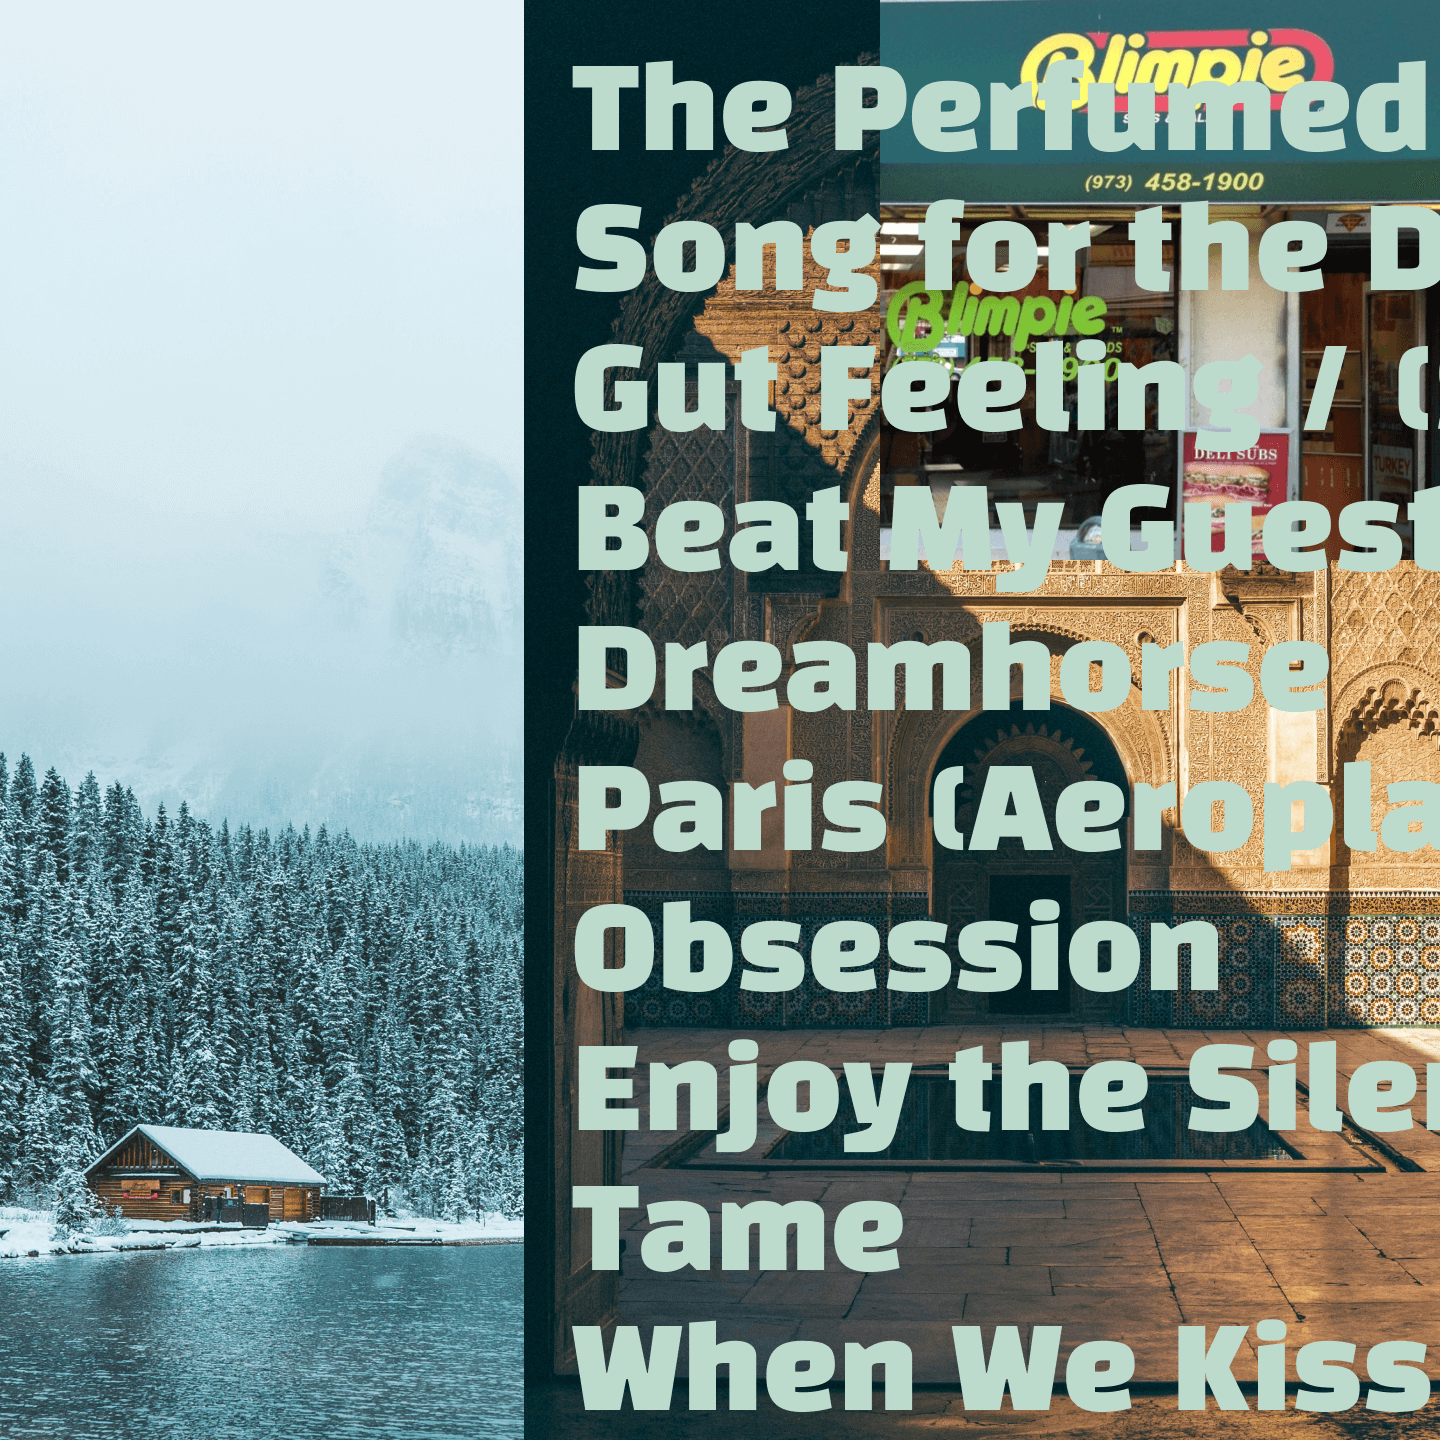 The Perfumed
Song for the D
Gut Feeling / (S
Beat My Guest
Dreamhorse
Paris (Aeropla
Obsession
Enjoy the Silen
Tame
When We Kiss
Blimpie
(973) 458-1900
Blimpie
DELI SUBS
TURKEY